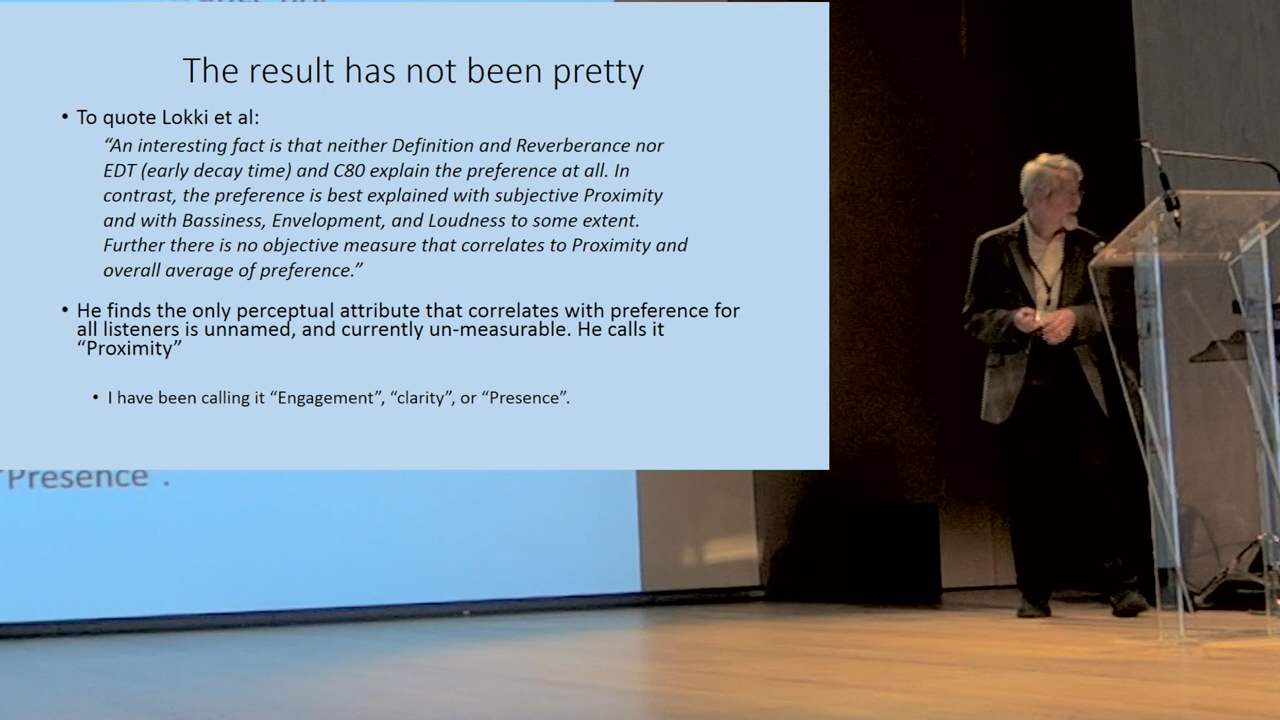 The result has not been pretty
• To quote Lokki et al:
“An interesting fact is that neither Definition and Reverberance nor
EDT (early decay time) and C80 explain the preference at all. In
contrast, the preference is best explained with subjective Proximity
and with Bassiness, Envelopment, and Loudness to some extent.
Further there is no objective measure that correlates to Proximity and
overall average of preference.”
• He finds the only perceptual attribute that correlates with preference for
all listeners is unnamed, and currently un-measurable. He calls it
“Proximity”
• I have been calling it “Engagement”, “clarity”, or “Presence”.
“Presence”.